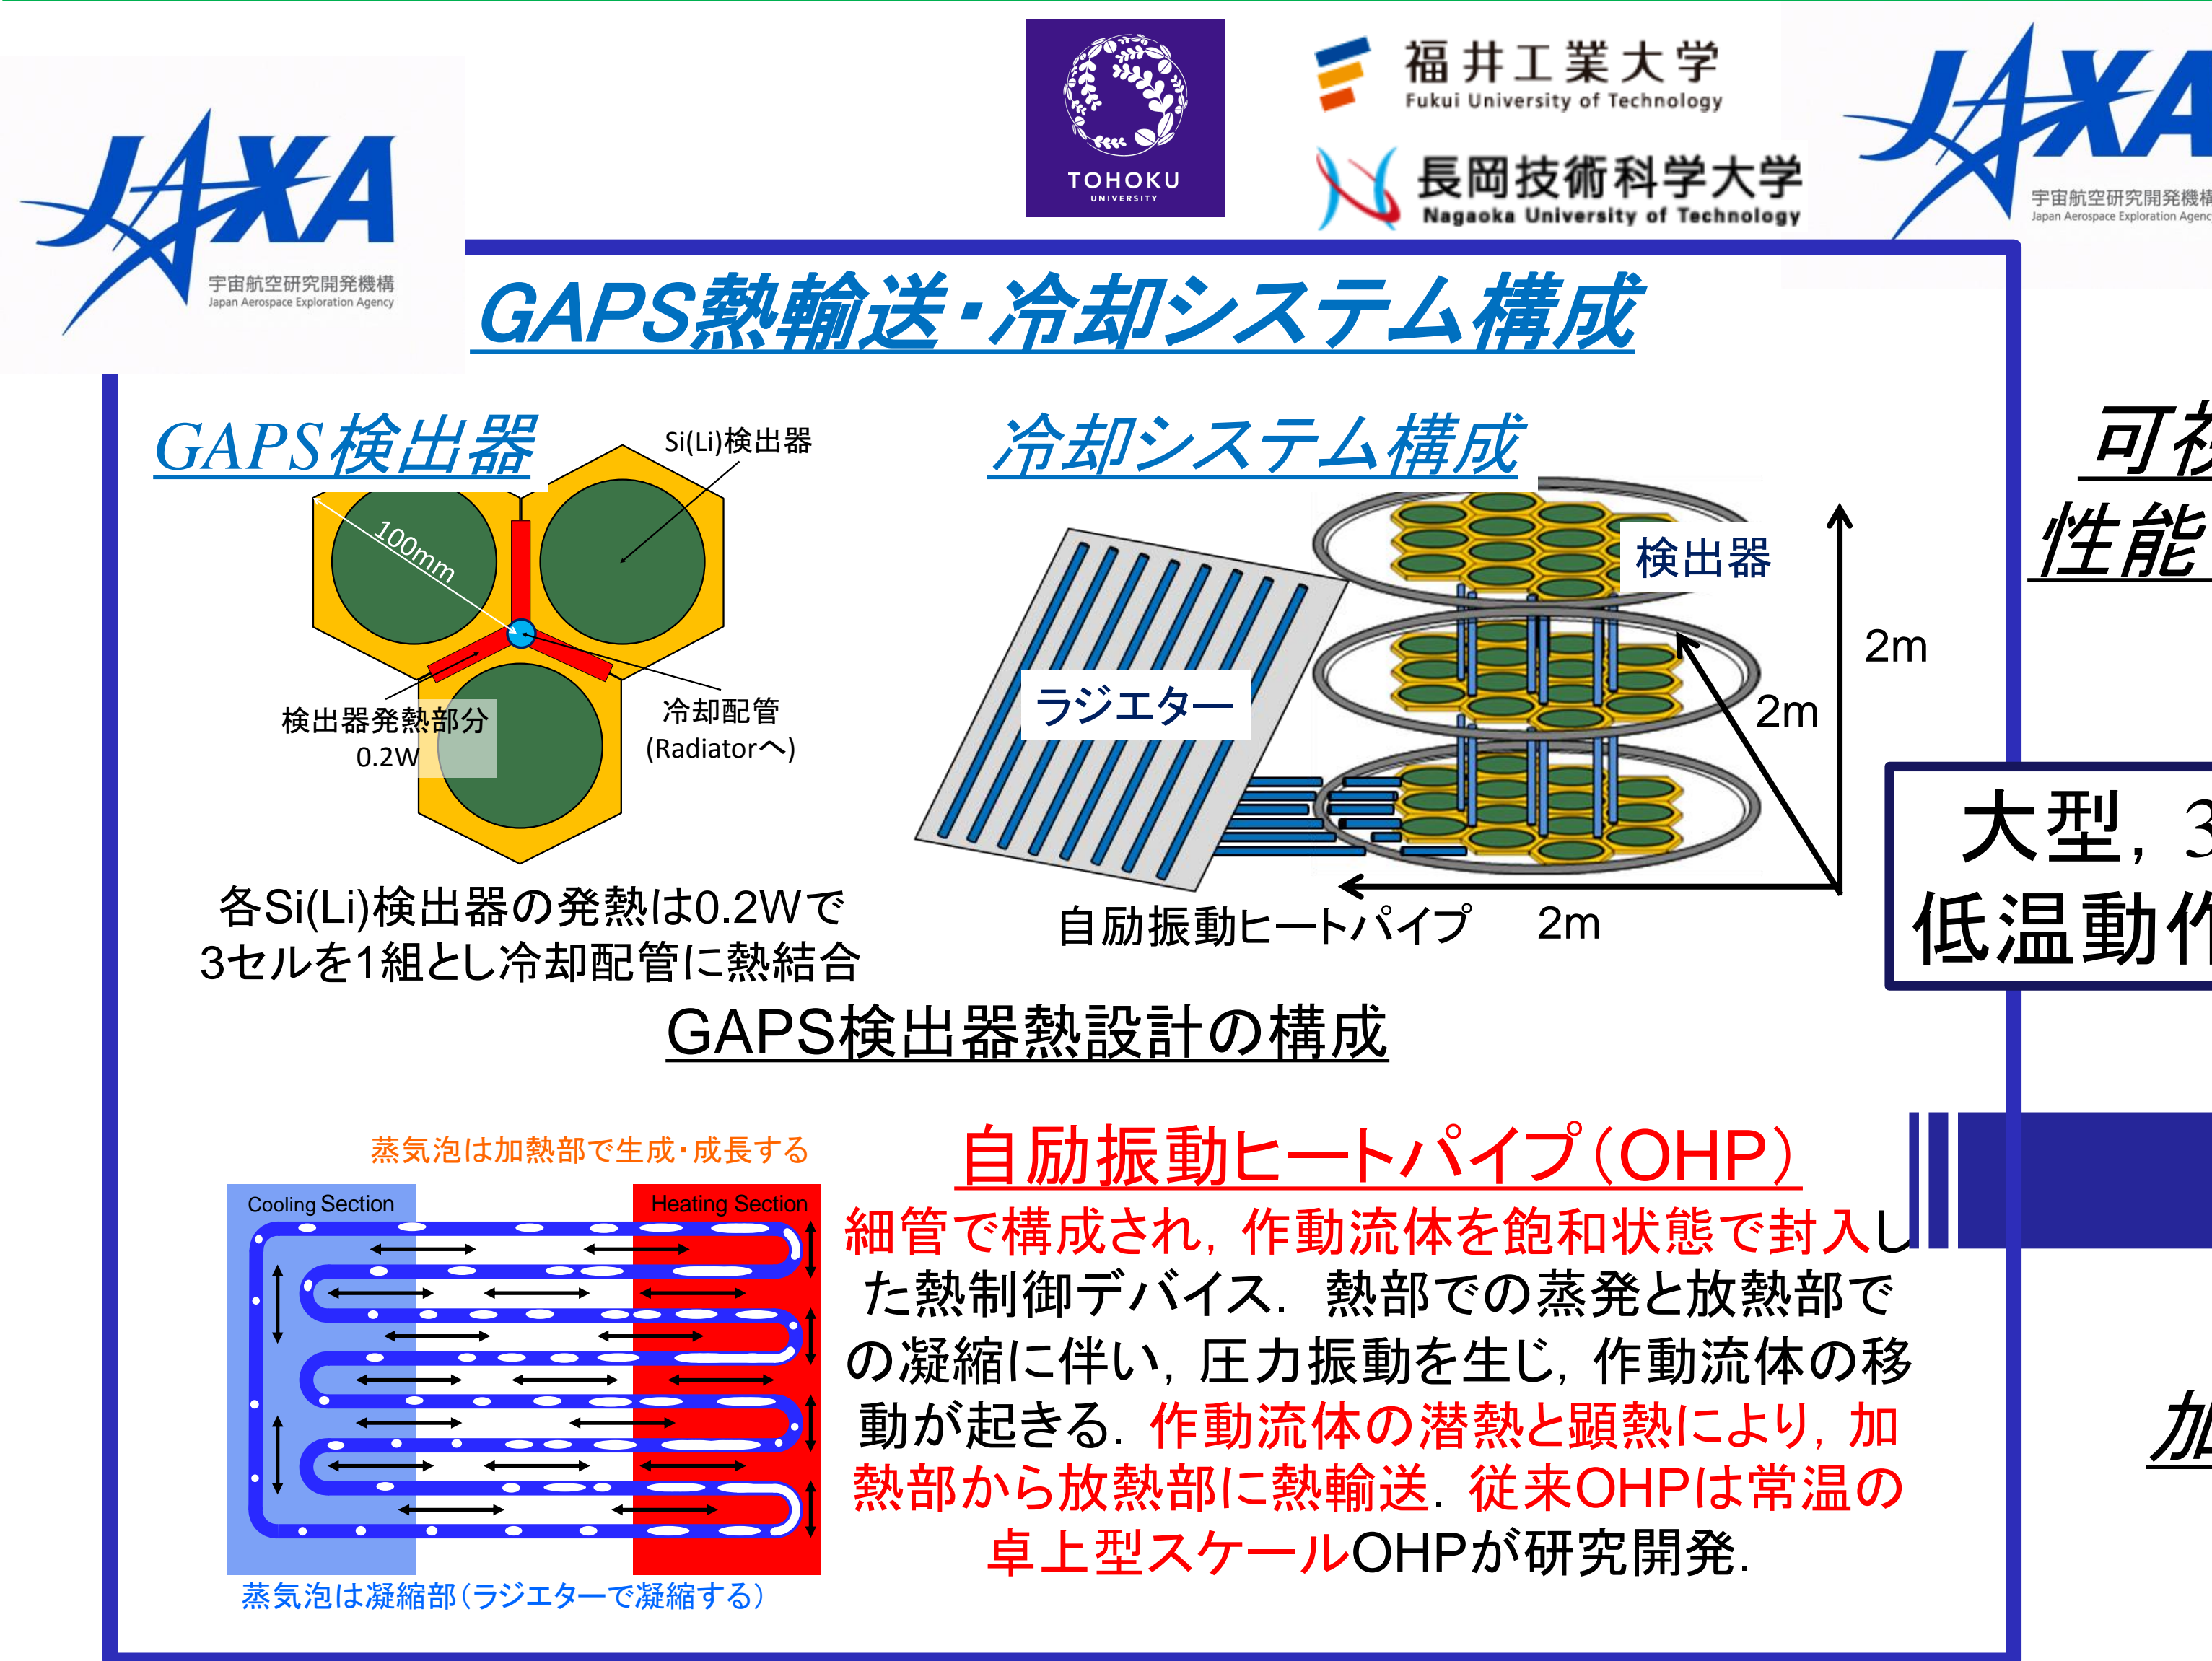 TOHOKU
UNIVERSITY
福井工業大学
Fukui University of Technology
長岡技術科学大学
Nagaoka University of Technology
JAXA
宇宙航空研究開発機構
Japan Aerospace Exploration Agency
JAXA
宇宙航空研究開発機構
Japan Aerospace Exploration Agency
GAPS熱輸送・冷却システム構成
GAPS検出器
Si(Li)検出器
100mm
検出器発熱部分
0.2W
冷却配管
(Radiatorへ)
各Si(Li)検出器の発熱は0.2Wで
3セルを1組とし冷却配管に熱結合
冷却システム構成
検出器
ラジエター
2m
2m
2m
自励振動ヒートパイプ
GAPS検出器熱設計の構成
蒸気泡は加熱部で生成・成長する
Cooling Section
Heating Section
蒸気泡は凝縮部（ラジエターで凝縮する）
自励振動ヒートパイプ（OHP）
細管で構成され，作動流体を飽和状態で封入し
た熱制御デバイス． 熱部での蒸発と放熱部で
の凝縮に伴い，圧力振動を生じ，作動流体の移
動が起きる．作動流体の潜熱と顕熱により，加
熱部から放熱部に熱輸送．従来OHPは常温の
卓上型スケールOHPが研究開発．
可
性能
大型，3
低温動
加